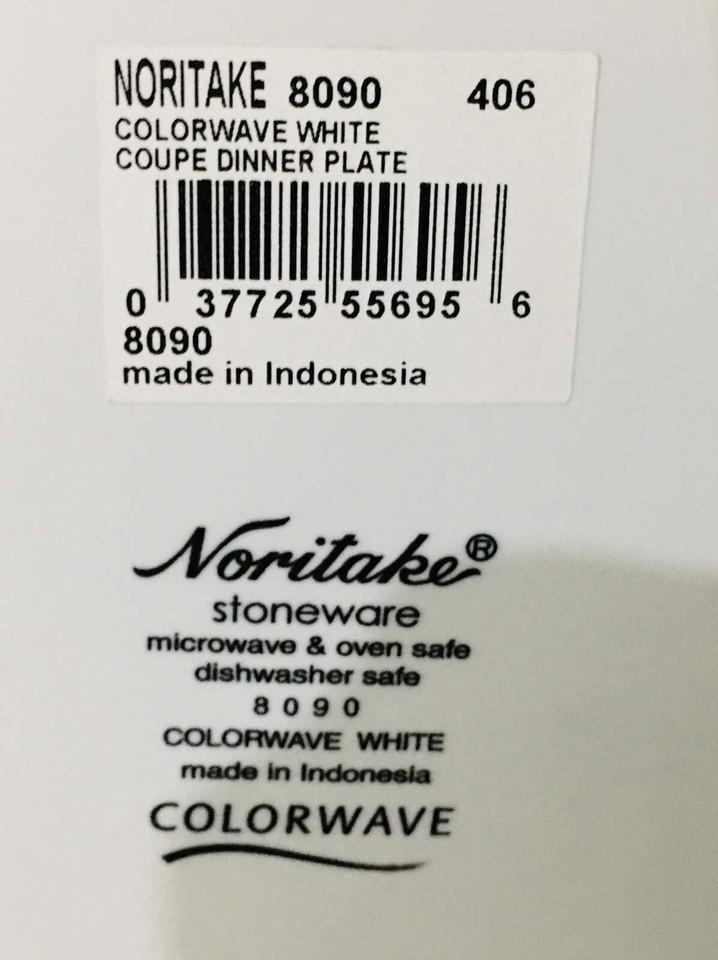 NORITAKE 8090 406
COLORWAVE WHITE
COUPE DINNER PLATE
0 37725 55695 6
8090
made in Indonesia
Noritake®
stoneware
microwave & oven safe
dishwasher safe
8090
COLORWAVE WHITE
made in Indonesia
COLORWAVE